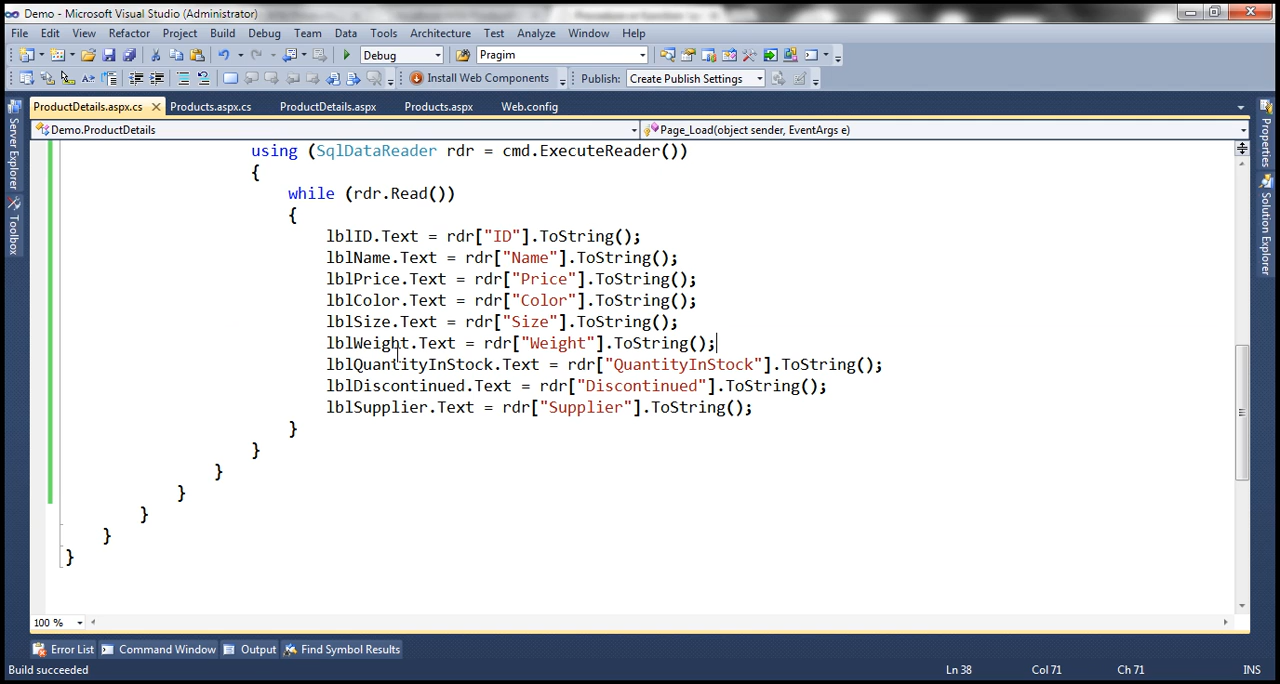 Demo - Microsoft Visual Studio (Administrator)
File Edit View Refactor Project Build Debug Team Data Tools Architecture Test Analyze Window Help
Debug Pragim
Install Web Components Publish: Create Publish Settings
ProductDetails.aspx.cs Products.aspx.cs ProductDetails.aspx Products.aspx Web.config
Demo.ProductDetails Page_Load(object sender, EventArgs e)
Server Explorer
Toolbox
Properties
Solution Explorer
using (SqlDataReader rdr = cmd.ExecuteReader())
{
while (rdr.Read())
{
lblID.Text = rdr["ID"].ToString();
lblName.Text = rdr["Name"].ToString();
lblPrice.Text = rdr["Price"].ToString();
lblColor.Text = rdr["Color"].ToString();
lblSize.Text = rdr["Size"].ToString();
lblWeight.Text = rdr["Weight"].ToString();
lblQuantityInStock.Text = rdr["QuantityInStock"].ToString();
lblDiscontinued.Text = rdr["Discontinued"].ToString();
lblSupplier.Text = rdr["Supplier"].ToString();
}
}
}
}
}
}
}
100 %
Error List Command Window Output Find Symbol Results
Build succeeded Ln 38 Col 71 Ch 71 INS